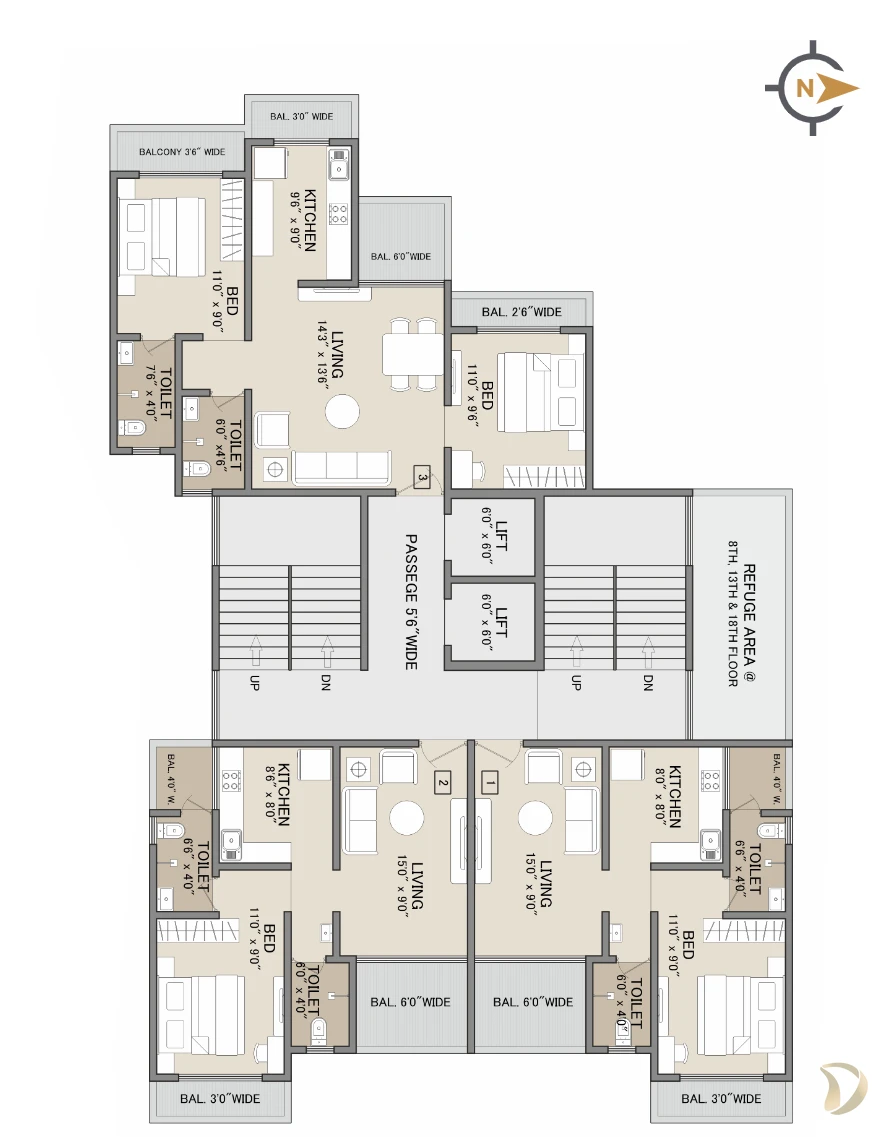 N
BAL. 3'0" WIDE
BALCONY 3'6" WIDE
KITCHEN
9'6" x 9'0"
BAL. 6'0"WIDE
BED
11'0" x 9'0"
BAL. 2'6"WIDE
LIVING
14'3" x 13'6"
BED
11'0" x 9'6"
TOILET
7'6" x 4'0"
TOILET
6'0" x4'6"
3
LIFT
6'0" x 6'0"
PASSEGE 5'6"WIDE
LIFT
6'0" x 6'0"
REFUGE AREA @
8TH, 13TH & 18TH FLOOR
UP
DN
UP
DN
BAL. 4'0" W.
KITCHEN
8'6" x 8'0"
2
1
KITCHEN
8'0" x 8'0"
BAL. 4'0" W.
TOILET
6'6" x 4'0"
LIVING
15'0" x 9'0"
LIVING
15'0" x 9'0"
TOILET
6'6" x 4'0"
BED
11'0" x 9'0"
BED
11'0" x 9'0"
TOILET
6'0" x 4'0"
BAL. 6'0"WIDE
BAL. 6'0"WIDE
TOILET
6'0" x 4'0"
BAL. 3'0"WIDE
BAL. 3'0"WIDE